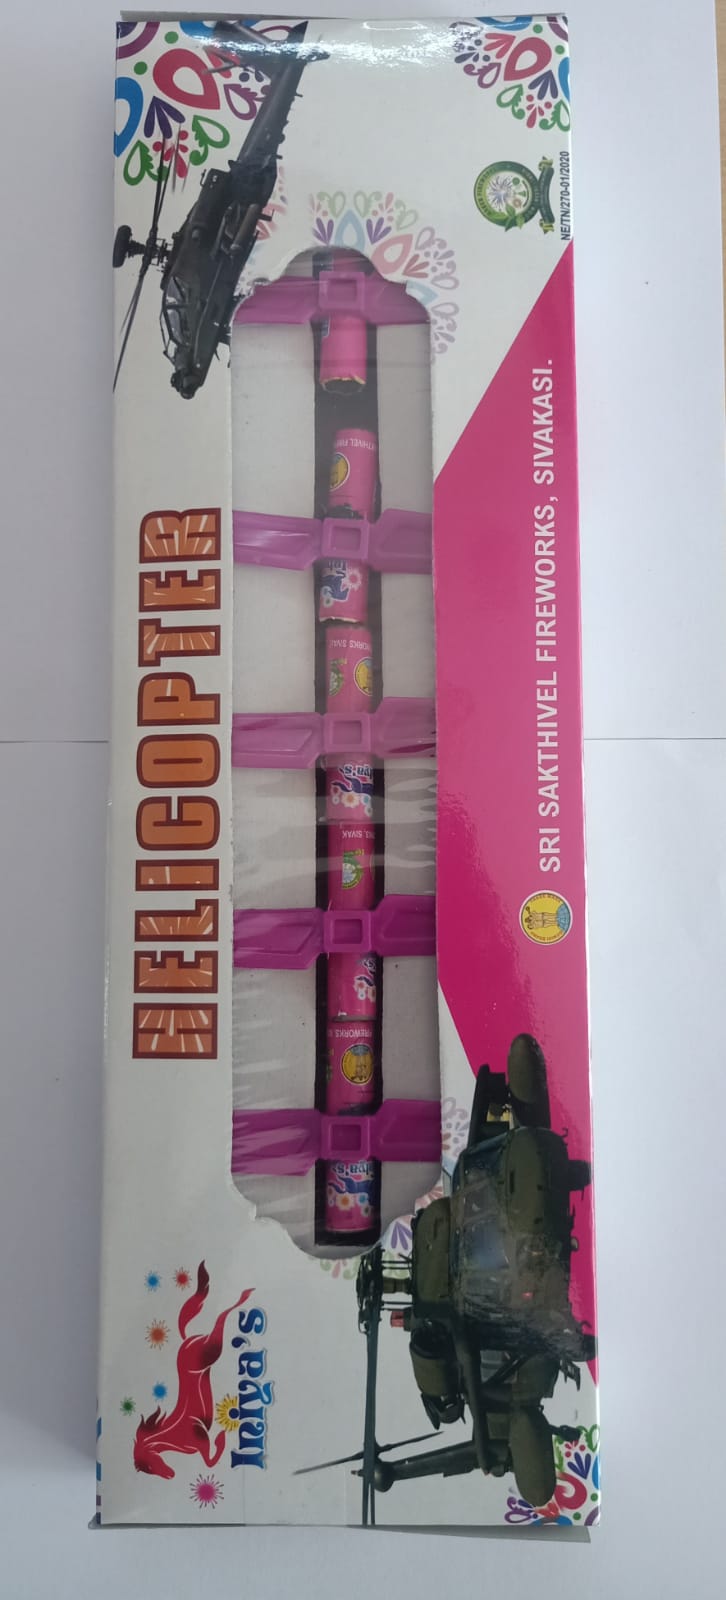 HELICOPTER
NE/TN/270-01/2020
SRI SAKTHIVEL FIREWORKS, SIVAKASI.
Iniya's